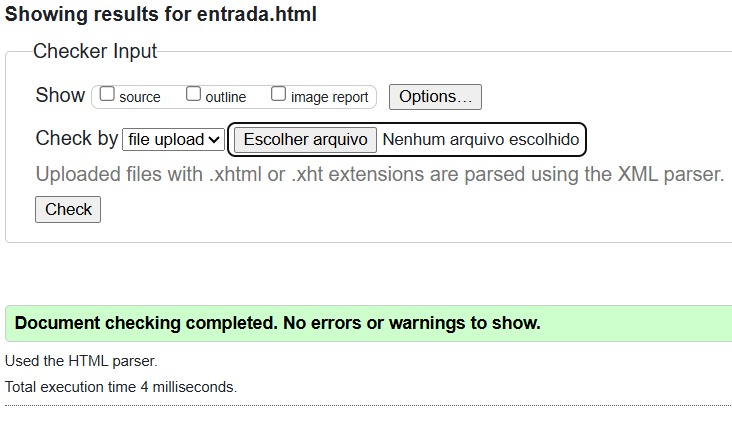 Showing results for entrada.html
Checker Input
Show source outline image report Options...
Check by file upload Escolher arquivo Nenhum arquivo escolhido
Uploaded files with .xhtml or .xht extensions are parsed using the XML parser.
Check
Document checking completed. No errors or warnings to show.
Used the HTML parser.
Total execution time 4 milliseconds.